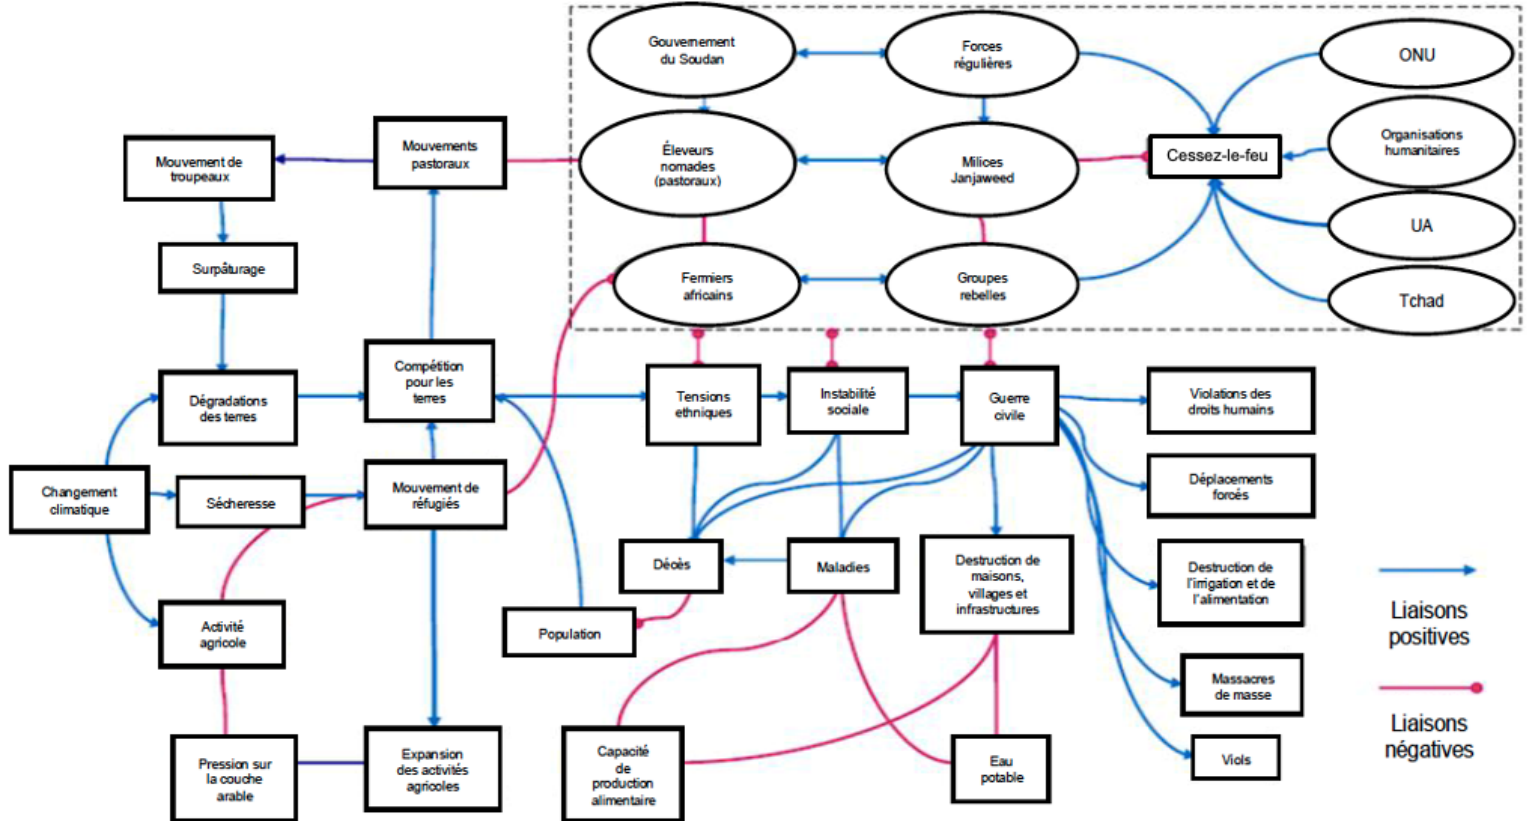 Gouvernement
du Soudan
Forces
régulières
ONU
Mouvement de
troupeaux
Mouvements
pastoraux
Éleveurs
nomades
(pastoraux)
Milices
Janjaweed
Cessez-le-feu
Organisations
humanitaires
UA
Surpâturage
Fermiers
africains
Groupes
rebelles
Tchad
Dégradations
des terres
Compétition
pour les
terres
Tensions
ethniques
Instabilité
sociale
Guerre
civile
Violations des
droits humains
Changement
climatique
Sécheresse
Mouvement de
réfugiés
Déplacements
forcés
Décès
Maladies
Destruction de
maisons,
villages et
infrastructures
Destruction de
l'irrigation et de
l'alimentation
Liaisons
positives
Activité
agricole
Population
Massacres
de masse
Liaisons
négatives
Pression sur
la couche
arable
Expansion
des activités
agricoles
Capacité
de
production
alimentaire
Eau
potable
Viols